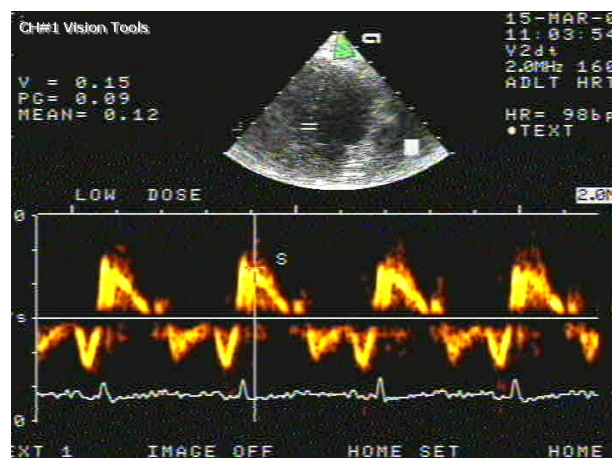 CH#1 Vision Tools
15-MAR-0
11:03:54
V2dt
2.0MHz 160
ADLT HRT
V = 0.15
PG= 0.09
MEAN= 0.12
HR= 98bp
•TEXT
LOW DOSE
2.0M
0
S
/s
0
EXT 1 IMAGE OFF HOME SET HOME